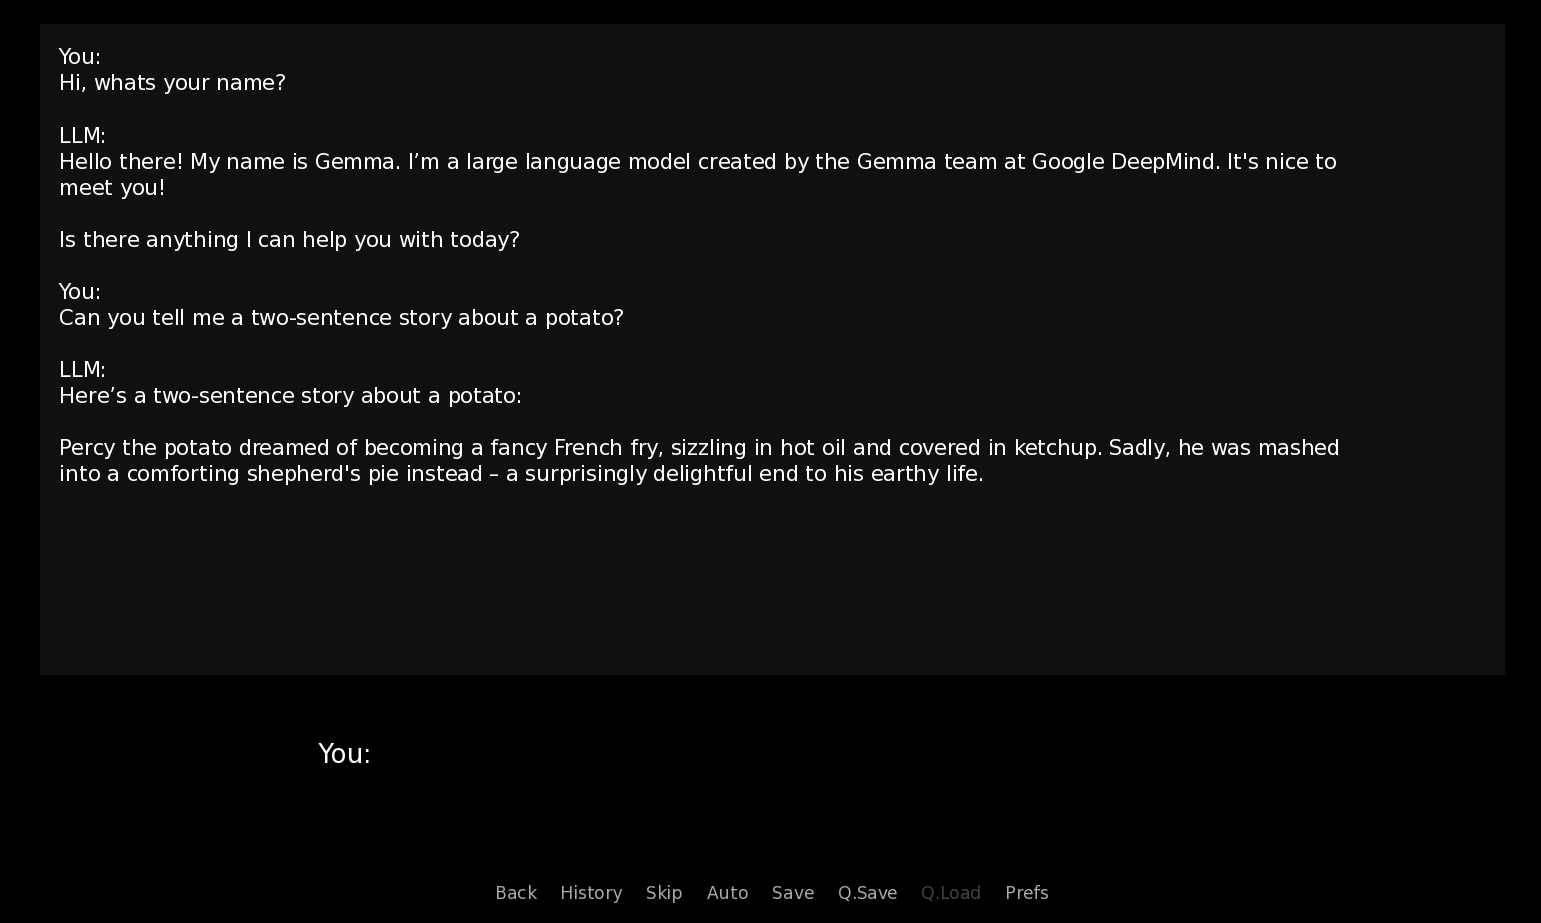 You:
Hi, whats your name?
LLM:
Hello there! My name is Gemma. I’m a large language model created by the Gemma team at Google DeepMind. It's nice to
meet you!
Is there anything I can help you with today?
You:
Can you tell me a two-sentence story about a potato?
LLM:
Here’s a two-sentence story about a potato:
Percy the potato dreamed of becoming a fancy French fry, sizzling in hot oil and covered in ketchup. Sadly, he was mashed
into a comforting shepherd's pie instead – a surprisingly delightful end to his earthy life.
You:
Back History Skip Auto Save Q.Save Q.Load Prefs